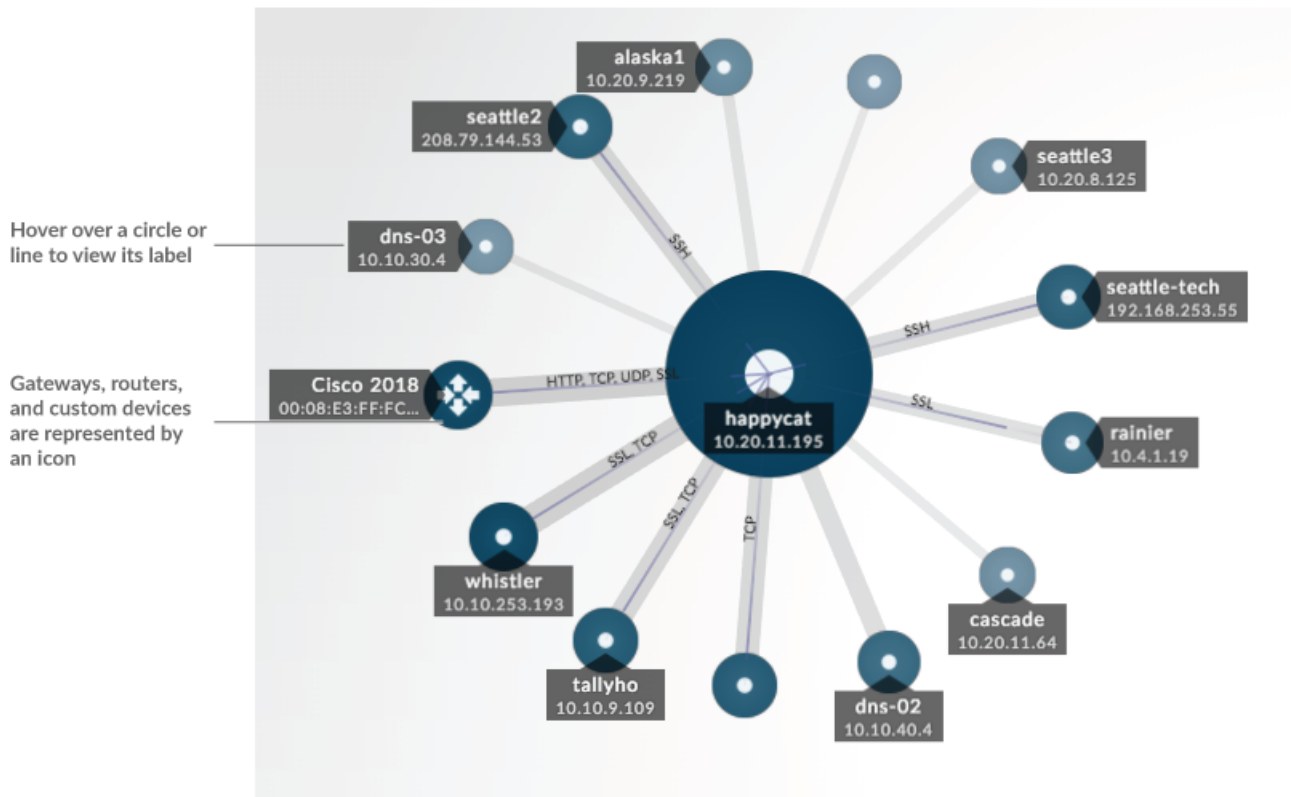 alaska1
10.20.9.219
seattle2
208.79.144.53
seattle3
10.20.8.125
Hover over a circle or
line to view its label
dns-03
10.10.30.4
SSH
seattle-tech
192.168.253.55
SSH
Gateways, routers,
and custom devices
are represented by
an icon
Cisco 2018
00:08:E3:FF:FC...
HTTP, TCP, UDP, SSL
happycat
10.20.11.195
SSL
rainier
10.4.1.19
SSL, TCP
SSL, TCP
TCP
whistler
10.10.253.193
cascade
10.20.11.64
tallyho
10.10.9.109
dns-02
10.10.40.4